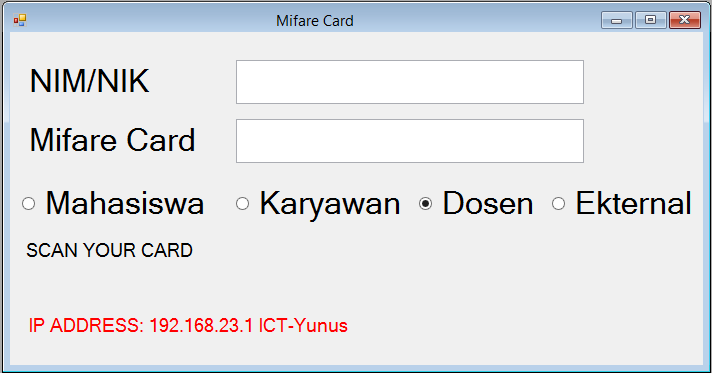 Mifare Card
NIM/NIK
Mifare Card
Mahasiswa Karyawan Dosen Ekternal
SCAN YOUR CARD
IP ADDRESS: 192.168.23.1 ICT-Yunus